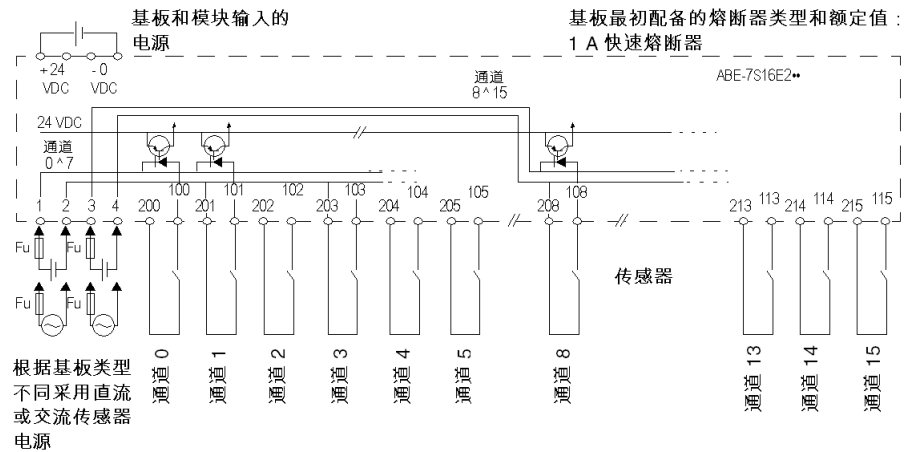 基板和模块输入的
电源
基板最初配备的熔断器类型和额定值：
1 A 快速熔断器
+24
VDC
-0
VDC
通道
8^15
ABE-7S16E2••
24 VDC
通道
0^7
1 2 3 4 200 100 201 101 202 102 203 103 204 104 205 105 208 108 213 113 214 114 215 115
Fu Fu
Fu Fu
传感器
通道 0
通道 1
通道 2
通道 3
通道 4
通道 5
通道 8
通道 13
通道 14
通道 15
根据基板类型
不同采用直流
或交流传感器
电源